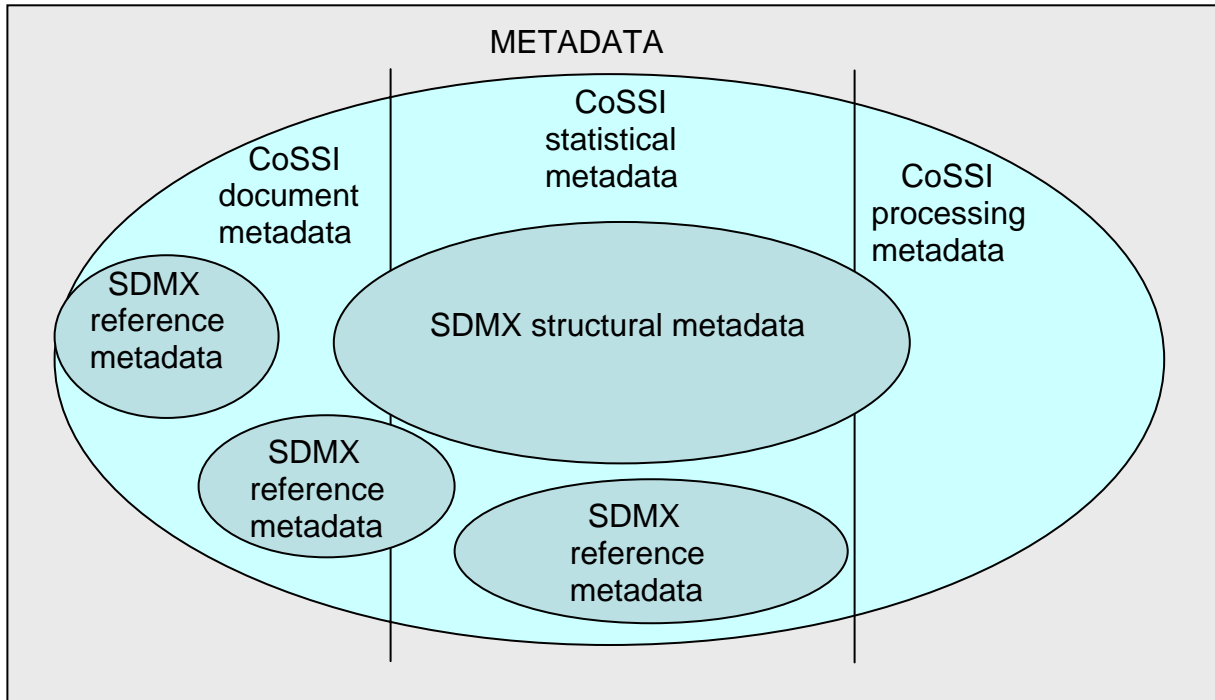 METADATA
CoSSI
statistical
metadata
CoSSI
document
metadata
CoSSI
processing
metadata
SDMX
reference
metadata
SDMX structural metadata
SDMX
reference
metadata
SDMX
reference
metadata